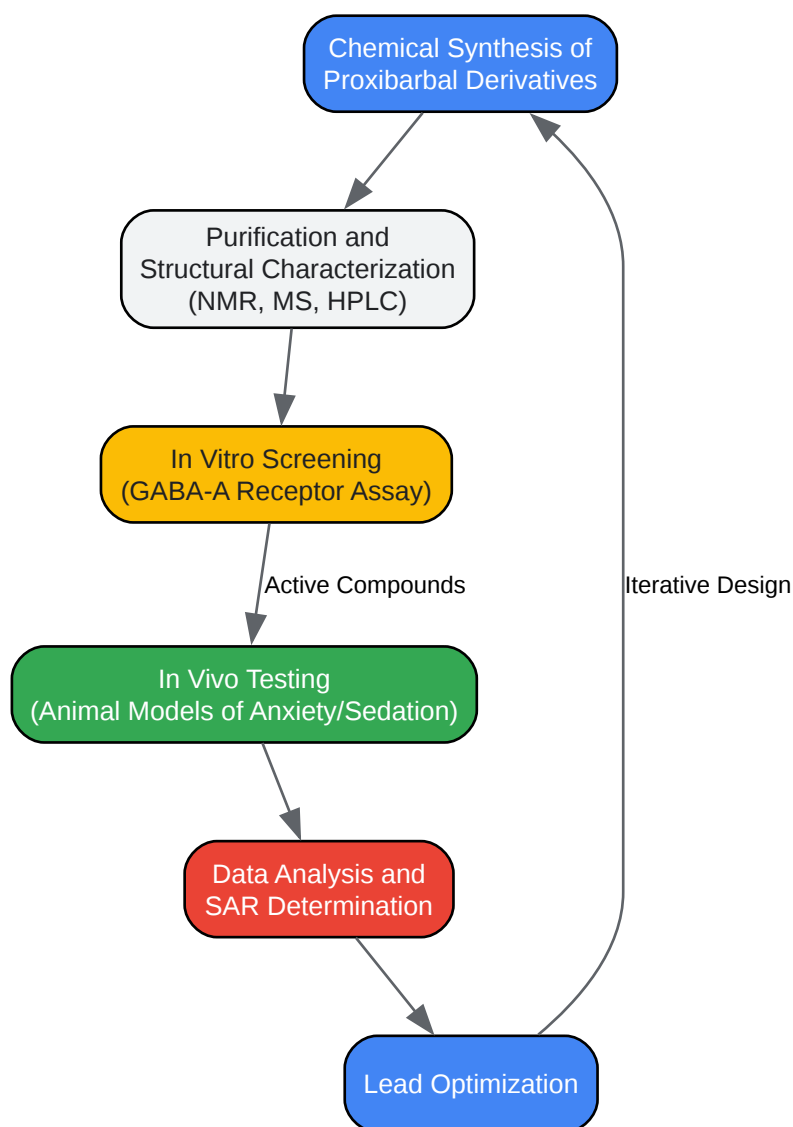 Chemical Synthesis of
Proxibarbal Derivatives
Purification and
Structural Characterization
(NMR, MS, HPLC)
In Vitro Screening
(GABA-A Receptor Assay)
Active Compounds
Iterative Design
In Vivo Testing
(Animal Models of Anxiety/Sedation)
Data Analysis and
SAR Determination
Lead Optimization